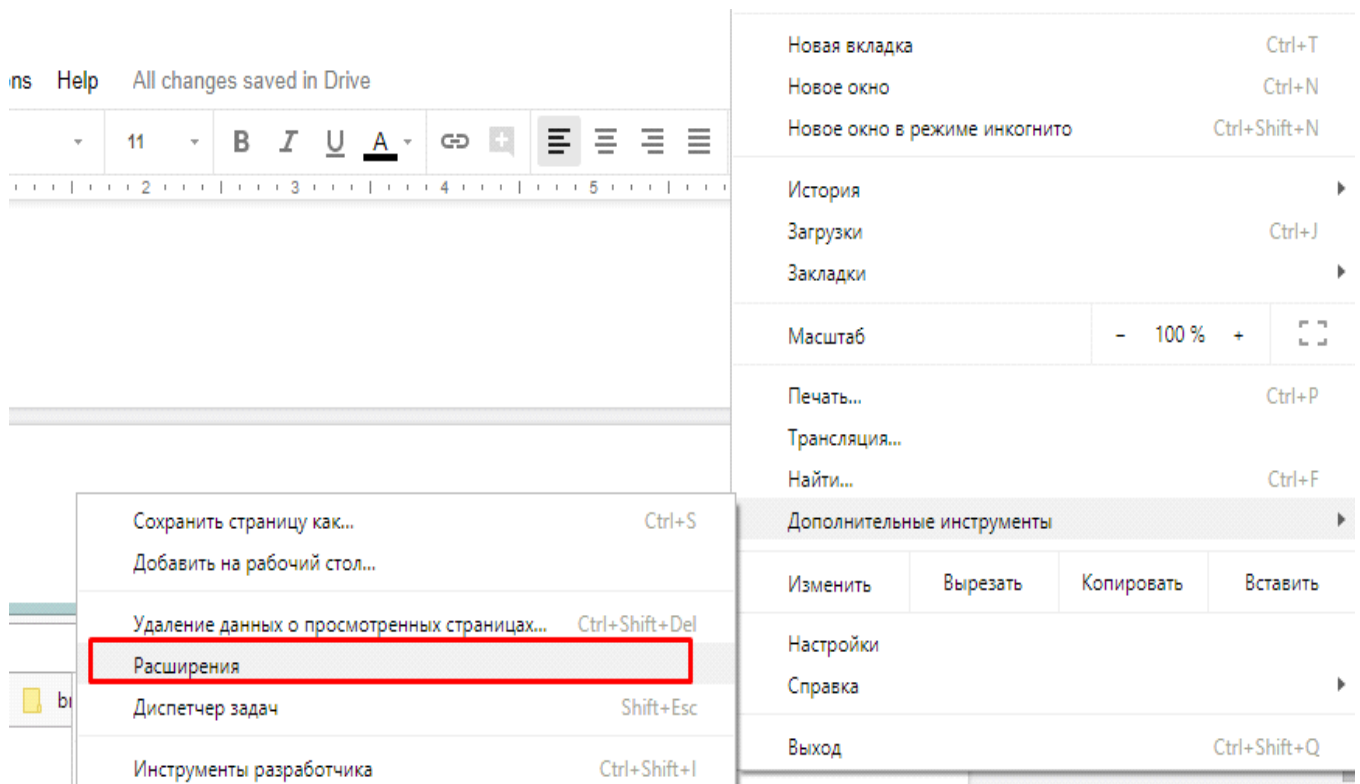 Новая вкладка Ctrl+T
ons Help All changes saved in Drive
Новое окно Ctrl+N
Новое окно в режиме инкогнито Ctrl+Shift+N
11 B I U A
2 3 4 5
История
Загрузки Ctrl+J
Закладки
Масштаб - 100 % +
Печать... Ctrl+P
Трансляция...
Найти... Ctrl+F
Дополнительные инструменты
Изменить Вырезать Копировать Вставить
Настройки
Справка
Выход Ctrl+Shift+Q
Сохранить страницу как... Ctrl+S
Добавить на рабочий стол...
Удаление данных о просмотренных страницах... Ctrl+Shift+Del
Расширения
Диспетчер задач Shift+Esc
Инструменты разработчика Ctrl+Shift+I